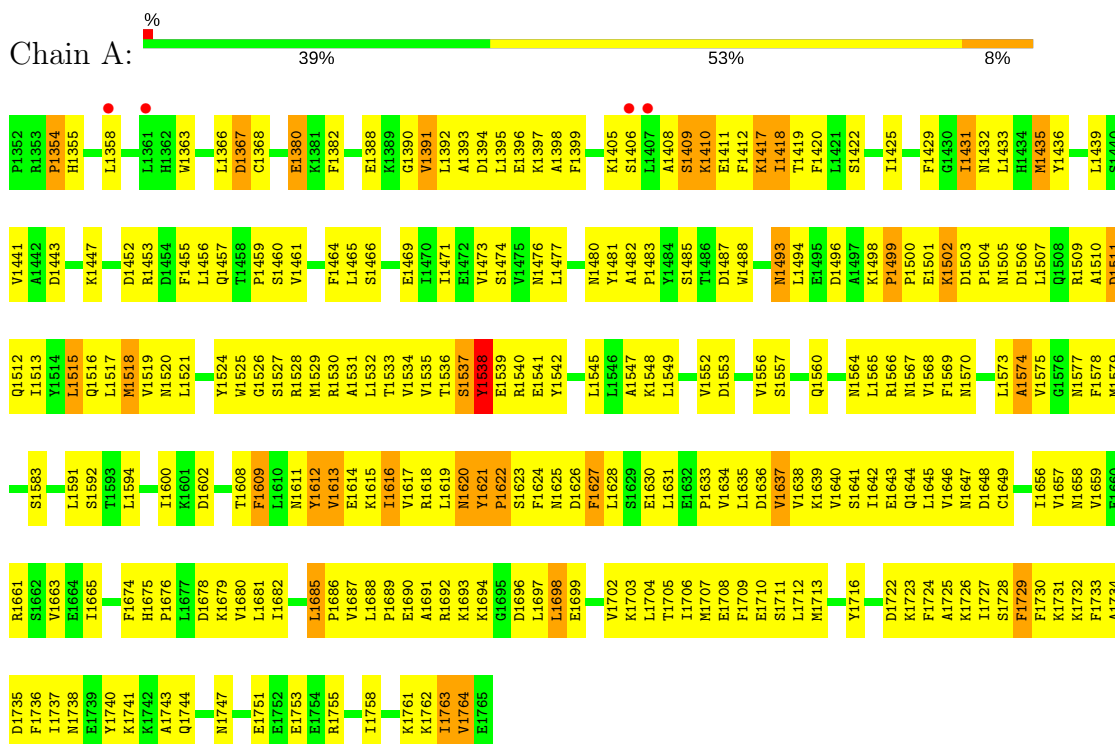 %
Chain A:
39% 53% 8%
P1352 R1353 P1354 H1355 L1358 L1361 H1362 W1363 L1366 D1367 C1368 E1380 K1381 F1382 E1388 K1389 G1390 V1391 L1392 A1393 D1394 L1395 E1396 K1397 A1398 F1399 K1405 S1406 L1407 A1408 S1409 K1410 E1411 F1412 K1417 I1418 T1419 F1420 L1421 S1422 I1425 F1429 G1430 I1431 N1432 L1433 H1434 M1435 Y1436 L1439
V1441 A1442 D1443 K1447 D1452 R1453 D1454 F1455 L1456 Q1457 T1458 P1459 S1460 V1461 F1464 L1465 S1466 E1469 I1470 I1471 E1472 V1473 S1474 V1475 N1476 L1477 N1480 Y1481 A1482 P1483 Y1484 S1485 T1486 D1487 W1488 N1493 L1494 E1495 D1496 A1497 K1498 P1499 P1500 E1501 K1502 D1503 P1504 N1505 D1506 L1507 Q1508 R1509 A1510 D1511
Q1512 I1513 Y1514 L1515 Q1516 L1517 M1518 V1519 N1520 L1521 Y1524 W1525 G1526 S1527 R1528 M1529 R1530 A1531 L1532 T1533 V1534 V1535 T1536 S1537 Y1538 E1539 R1540 E1541 Y1542 L1545 L1546 A1547 K1548 L1549 V1552 D1553 V1556 S1557 Q1560 N1564 L1565 R1566 N1567 V1568 F1569 N1570 L1573 A1574 V1575 G1576 N1577 F1578 M1579
S1583 L1591 S1592 T1593 L1594 I1600 K1601 D1602 T1608 F1609 L1610 N1611 Y1612 V1613 E1614 K1615 I1616 V1617 R1618 L1619 N1620 Y1621 P1622 S1623 F1624 N1625 D1626 F1627 L1628 S1629 E1630 L1631 E1632 P1633 V1634 L1635 D1636 V1637 V1638 K1639 V1640 S1641 I1642 E1643 Q1644 L1645 V1646 N1647 D1648 C1649 I1656 V1657 N1658 V1659 E1660
R1661 S1662 V1663 E1664 I1665 F1674 H1675 P1676 L1677 D1678 K1679 V1680 L1681 I1682 L1685 P1686 V1687 L1688 P1689 E1690 A1691 R1692 K1693 K1694 G1695 D1696 L1697 L1698 E1699 V1702 K1703 L1704 T1705 I1706 M1707 E1708 F1709 E1710 S1711 L1712 M1713 Y1716 D1722 K1723 F1724 A1725 K1726 I1727 S1728 F1729 F1730 K1731 K1732 F1733 A1734
D1735 F1736 I1737 N1738 E1739 Y1740 K1741 K1742 A1743 Q1744 N1747 E1751 E1752 E1753 E1754 R1755 I1758 K1761 K1762 I1763 V1764 E1765